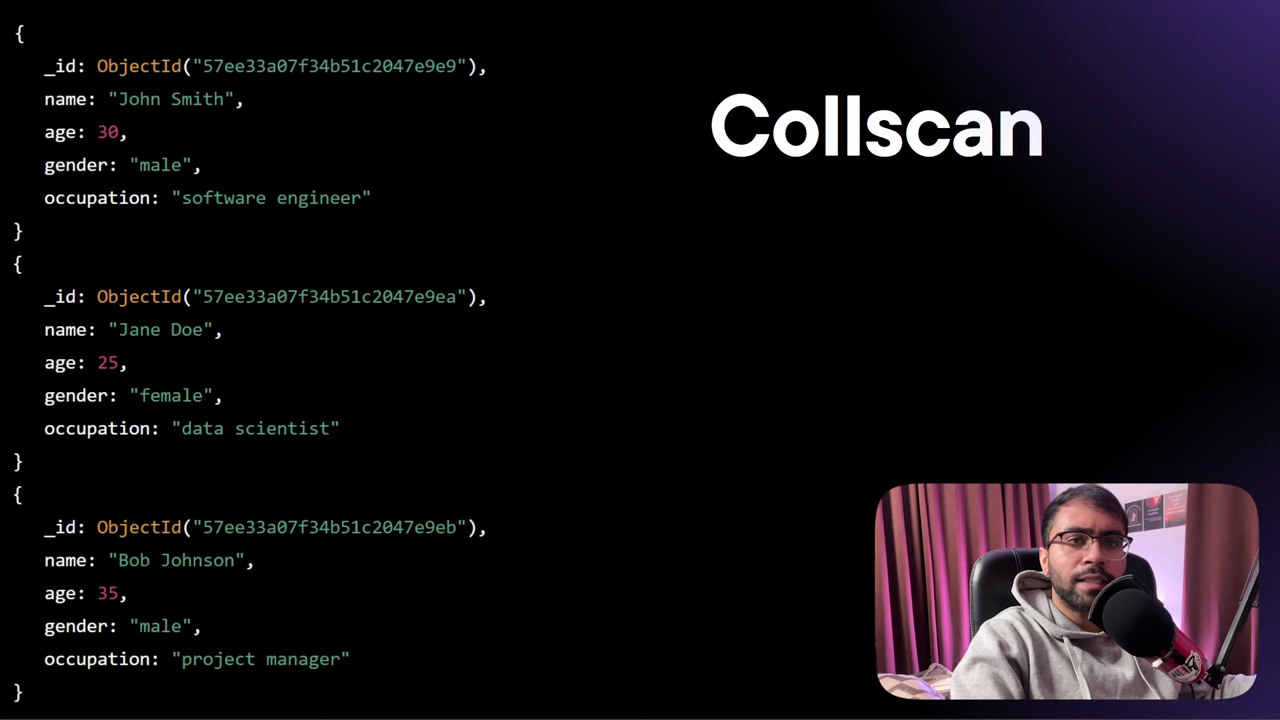 {
_id: ObjectId("57ee33a07f34b51c2047e9e9"),
name: "John Smith",
age: 30,
gender: "male",
occupation: "software engineer"
}
{
_id: ObjectId("57ee33a07f34b51c2047e9ea"),
name: "Jane Doe",
age: 25,
gender: "female",
occupation: "data scientist"
}
{
_id: ObjectId("57ee33a07f34b51c2047e9eb"),
name: "Bob Johnson",
age: 35,
gender: "male",
occupation: "project manager"
}
Collscan